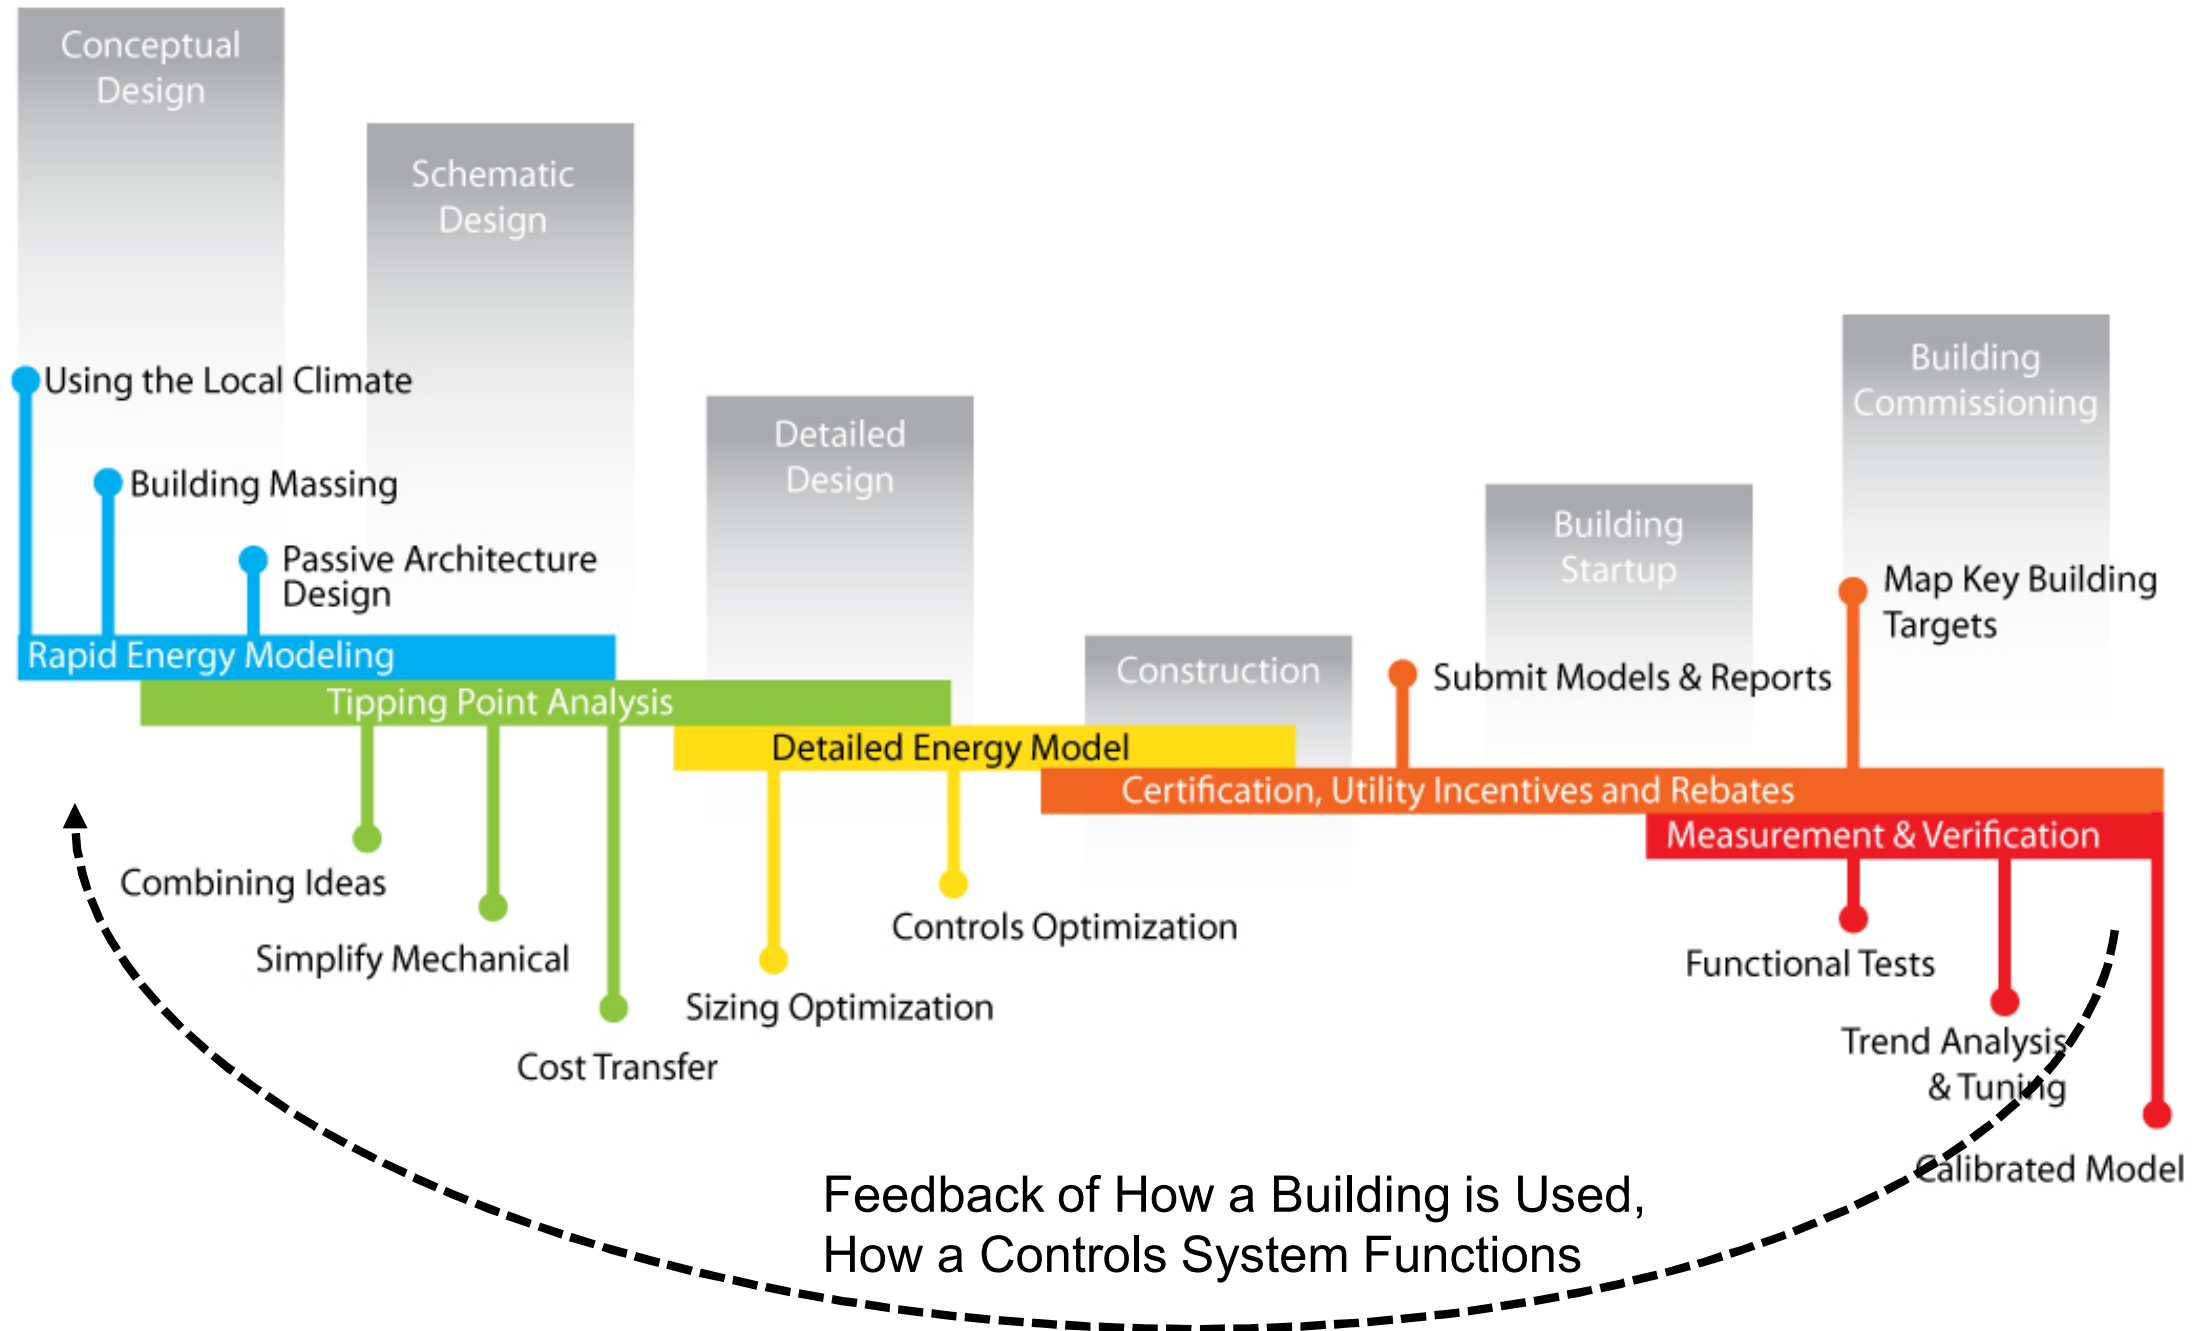 Conceptual
Design
Schematic
Design
Detailed
Design
Construction
Building
Startup
Building
Commissioning
Using the Local Climate
Building Massing
Passive Architecture
Design
Rapid Energy Modeling
Tipping Point Analysis
Combining Ideas
Simplify Mechanical
Cost Transfer
Detailed Energy Model
Sizing Optimization
Controls Optimization
Submit Models & Reports
Map Key Building
Targets
Certification, Utility Incentives and Rebates
Measurement & Verification
Functional Tests
Trend Analysis
& Tuning
Calibrated Model
Feedback of How a Building is Used,
How a Controls System Functions